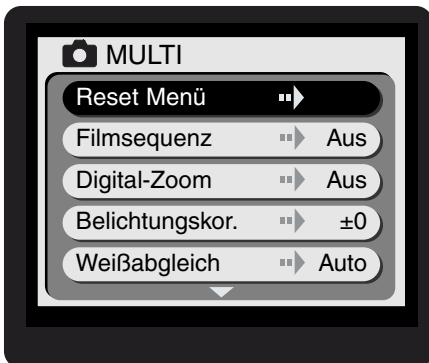 MULTI
Reset Menü
Filmsequenz Aus
Digital-Zoom Aus
Belichtungskor. ±0
Weißabgleich Auto